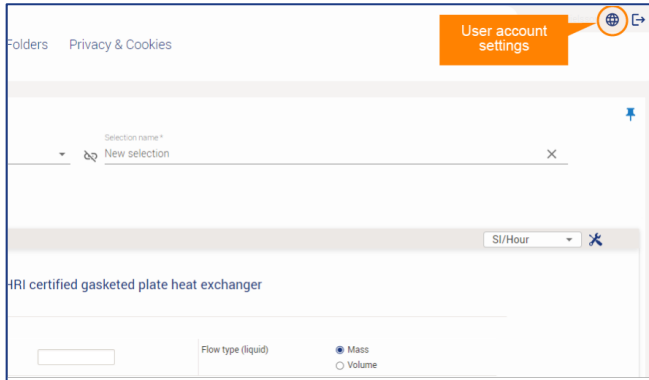 User account
settings
Folders Privacy & Cookies
Selection name*
New selection
SI/Hour
HRI certified gasketed plate heat exchanger
Flow type (liquid) Mass
Volume